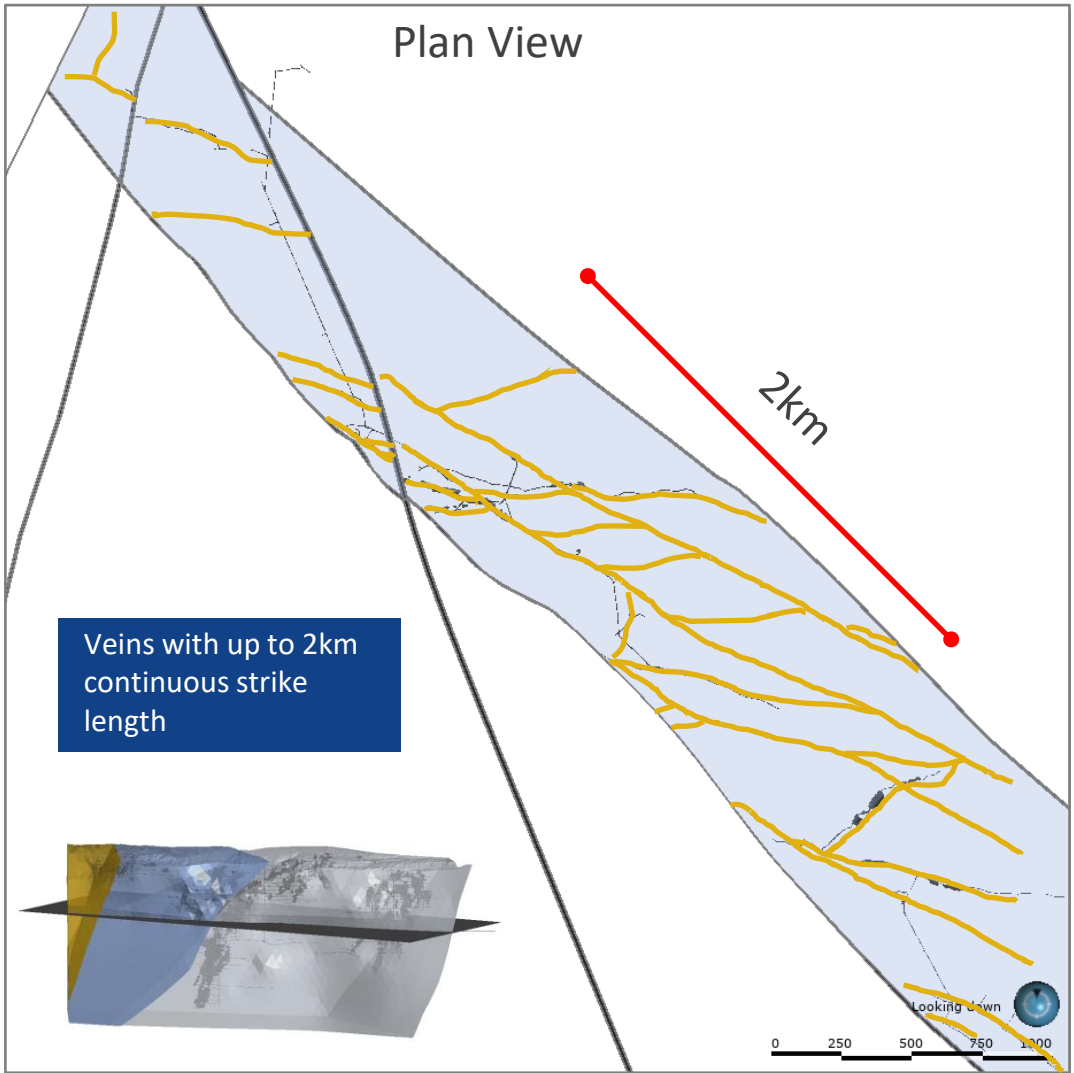 Plan View
2km
Veins with up to 2km
continuous strike
length
Looking down
0 250 500 750 1000